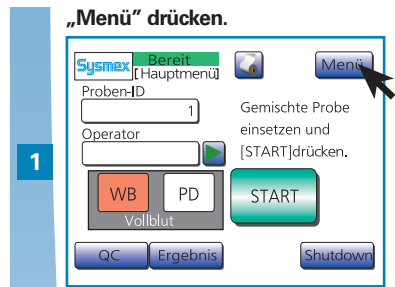 „Menü” drücken.
1
Sysmex
Bereit
[Hauptmenü]
Menü
Proben-ID
1
Operator
Gemischte Probe
einsetzen und
[START]drücken.
WB
PD
Vollblut
START
QC
Ergebnis
Shutdown